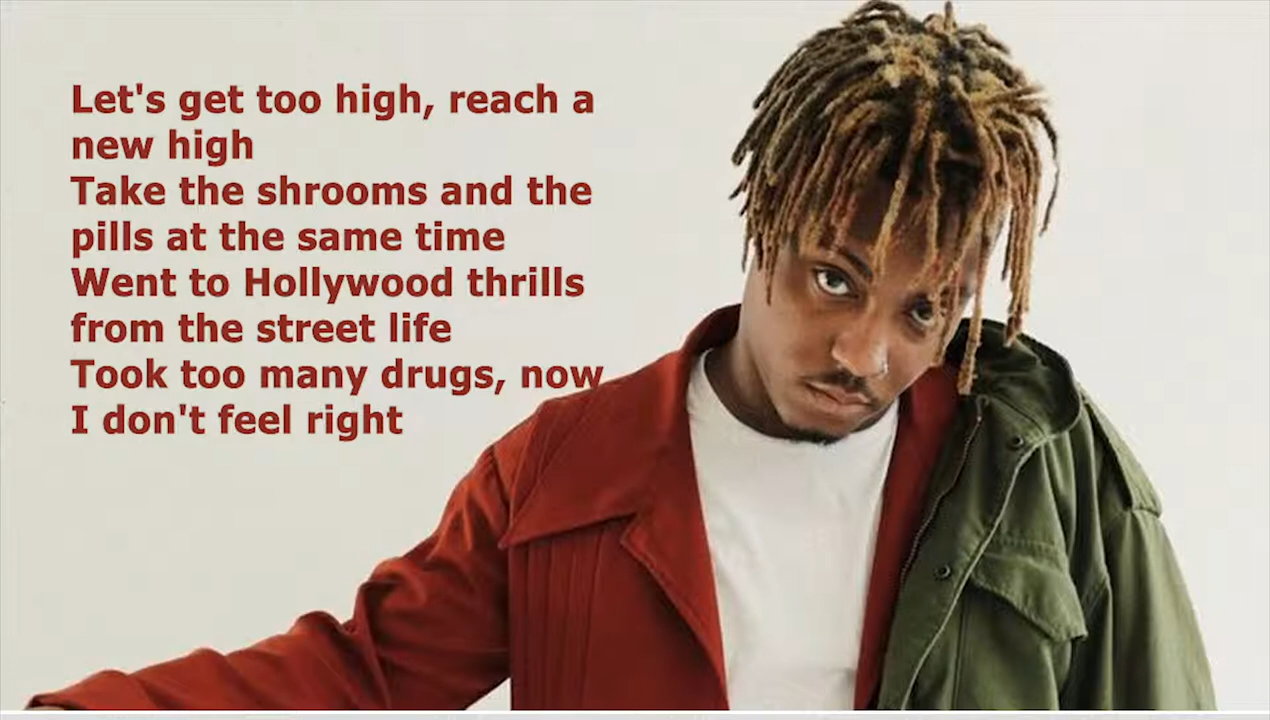 Let's get too high, reach a
new high
Take the shrooms and the
pills at the same time
Went to Hollywood thrills
from the street life
Took too many drugs, now
I don't feel right